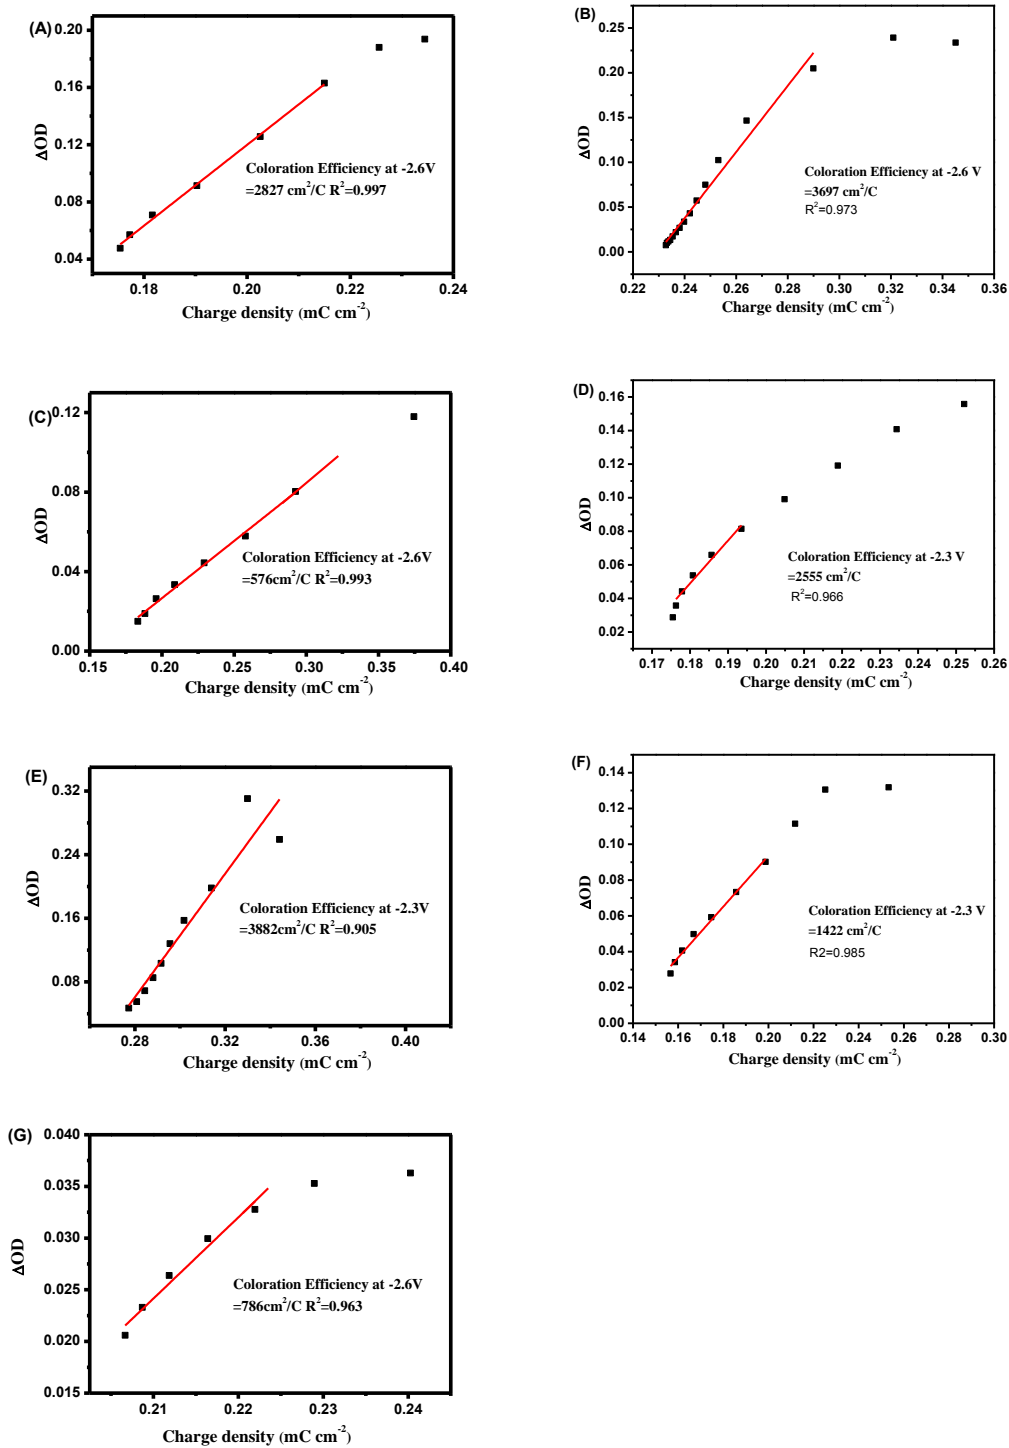 (A)
0.20
0.16
0.12
0.08
0.04
ΔOD
Coloration Efficiency at -2.6V
=2827 cm²/C R²=0.997
0.18 0.20 0.22 0.24
Charge density (mC cm⁻²)
(B)
0.25
0.20
0.15
0.10
0.05
0.00
ΔOD
Coloration Efficiency at -2.6 V
=3697 cm²/C
R²=0.973
0.22 0.24 0.26 0.28 0.30 0.32 0.34 0.36
Charge density (mC cm⁻²)
(C)
0.12
0.08
0.04
0.00
ΔOD
Coloration Efficiency at -2.6V
=576cm²/C R²=0.993
0.15 0.20 0.25 0.30 0.35 0.40
Charge density (mC cm⁻²)
(D)
0.16
0.14
0.12
0.10
0.08
0.06
0.04
0.02
ΔOD
Coloration Efficiency at -2.3 V
=2555 cm²/C
R²=0.966
0.17 0.18 0.19 0.20 0.21 0.22 0.23 0.24 0.25 0.26
Charge density (mC cm⁻²)
(E)
0.32
0.24
0.16
0.08
ΔOD
Coloration Efficiency at -2.3V
=3882cm²/C R²=0.905
0.28 0.32 0.36 0.40
Charge density (mC cm⁻²)
(F)
0.14
0.12
0.10
0.08
0.06
0.04
0.02
0.00
ΔOD
Coloration Efficiency at -2.3 V
=1422 cm²/C
R2=0.985
0.14 0.16 0.18 0.20 0.22 0.24 0.26 0.28 0.30
Charge density (mC cm⁻²)
(G)
0.040
0.035
0.030
0.025
0.020
0.015
ΔOD
Coloration Efficiency at -2.6V
=786cm²/C R²=0.963
0.21 0.22 0.23 0.24
Charge density (mC cm⁻²)